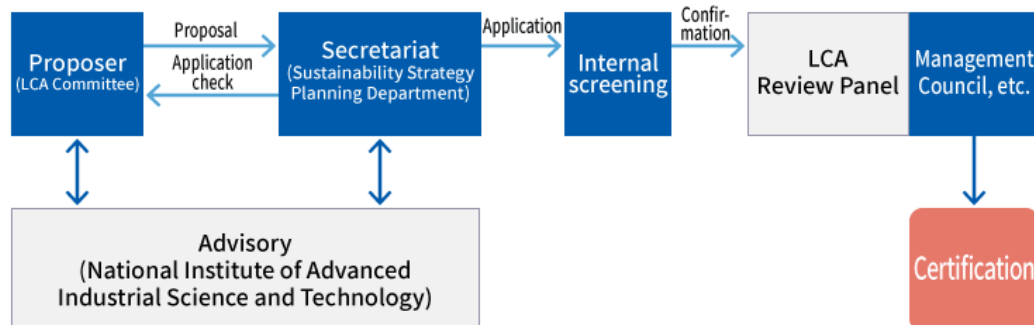 Proposer
(LCA Committee)
Proposal
Application
check
Secretariat
(Sustainability Strategy
Planning Department)
Application
Internal
screening
Confir-
mation
LCA
Review Panel
Management
Council, etc.
Advisory
(National Institute of Advanced
Industrial Science and Technology)
Certification